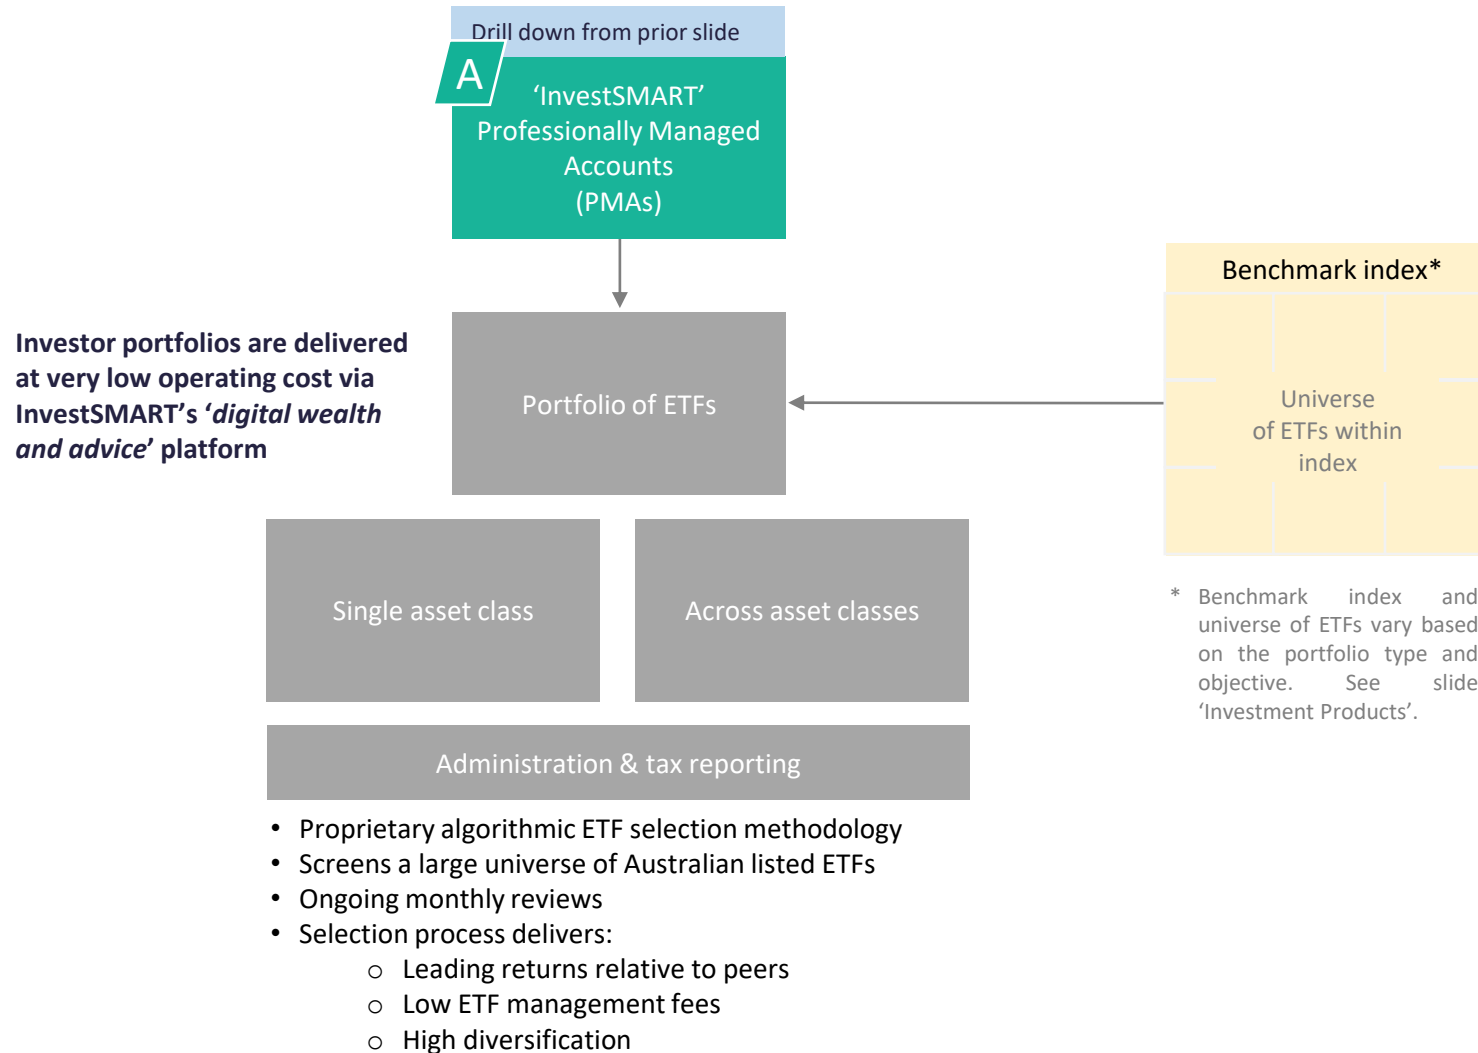 Drill down from prior slide
A
‘InvestSMART’
Professionally Managed
Accounts
(PMAs)
Benchmark index*
Investor portfolios are delivered
at very low operating cost via
InvestSMART’s ‘digital wealth
and advice’ platform
Portfolio of ETFs
Universe
of ETFs within
index
Single asset class
Across asset classes
* Benchmark index and
universe of ETFs vary based
on the portfolio type and
objective. See slide
‘Investment Products’.
Administration & tax reporting
• Proprietary algorithmic ETF selection methodology
• Screens a large universe of Australian listed ETFs
• Ongoing monthly reviews
• Selection process delivers:
o Leading returns relative to peers
o Low ETF management fees
o High diversification